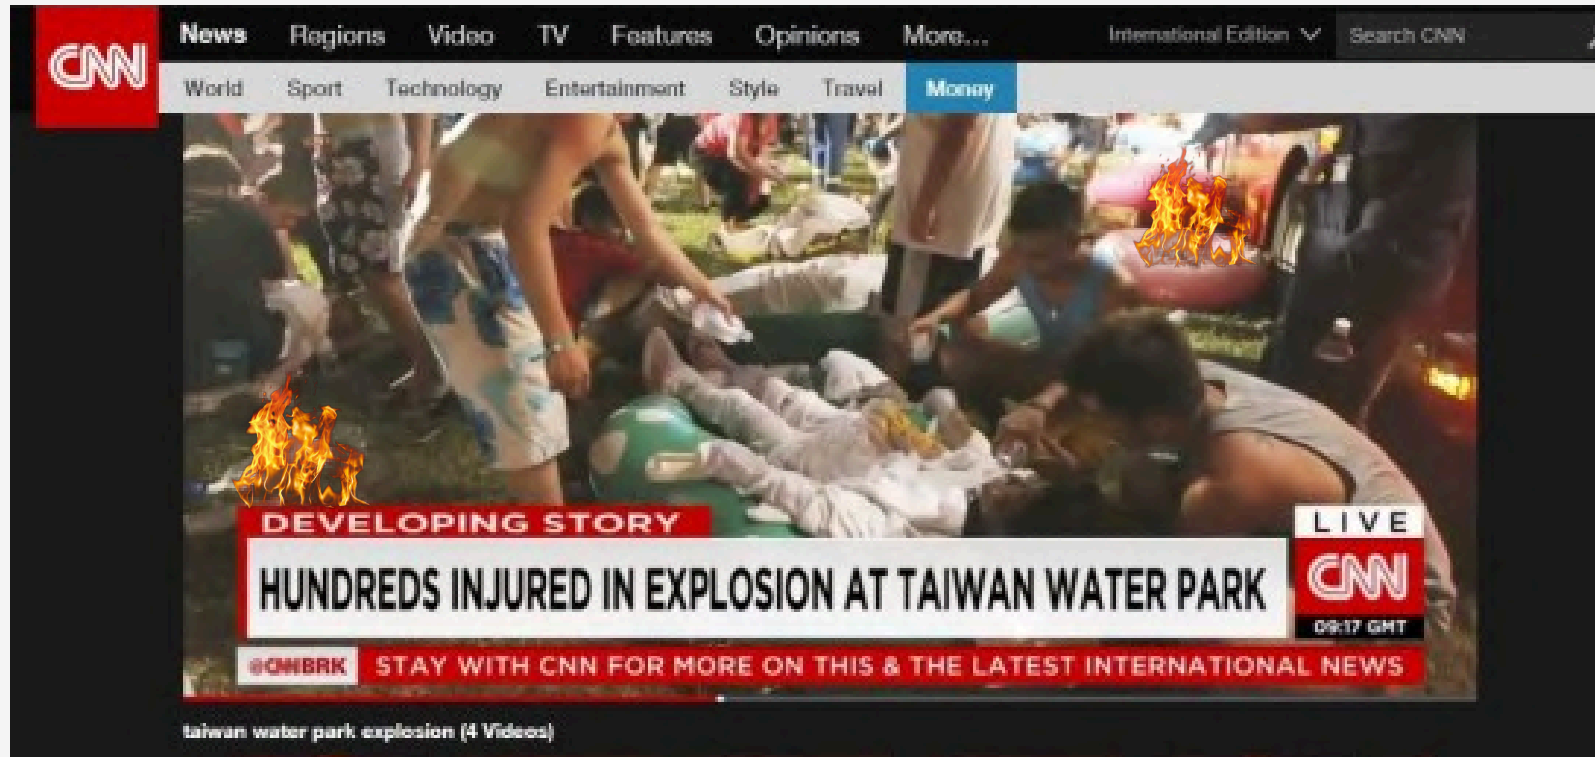 CNN
News Regions Video TV Features Opinions More... International Edition Search CNN
World Sport Technology Entertainment Style Travel Money
DEVELOPING STORY
LIVE
HUNDREDS INJURED IN EXPLOSION AT TAIWAN WATER PARK
CNN
09:17 GMT
@CNNBRK STAY WITH CNN FOR MORE ON THIS & THE LATEST INTERNATIONAL NEWS
taiwan water park explosion (4 Videos)